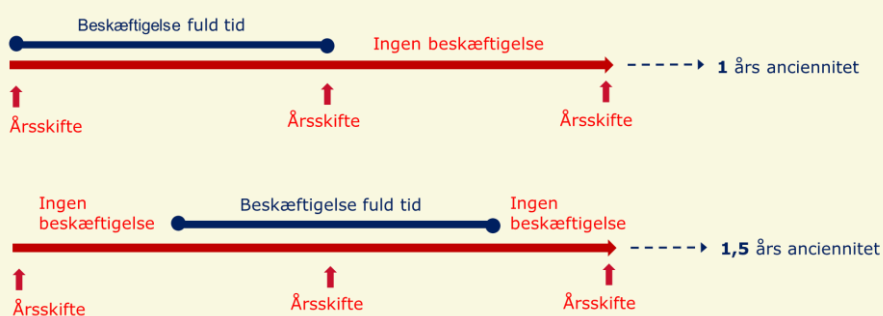 Beskæftigelse fuld tid
Ingen beskæftigelse
1 års anciennitet
Årsskifte
Årsskifte
Årsskifte
Ingen
beskæftigelse
Beskæftigelse fuld tid
Ingen
beskæftigelse
1,5 års anciennitet
Årsskifte
Årsskifte
Årsskifte